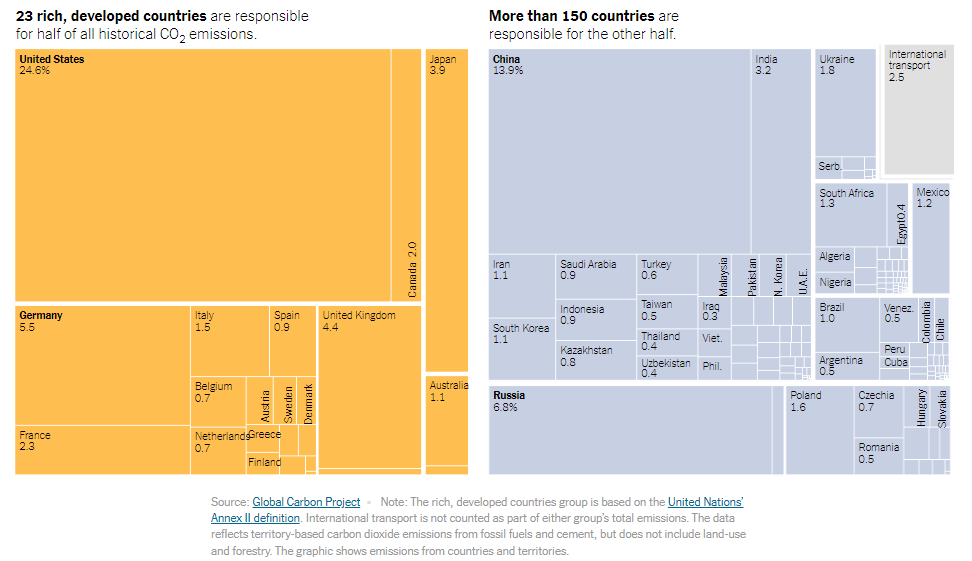 23 rich, developed countries are responsible
for half of all historical CO2 emissions.
United States
24.6%
Canada 2.0
Japan
3.9
Germany
5.5
France
2.3
Italy
1.5
Spain
0.9
United Kingdom
4.4
Belgium
0.7
Austria
Sweden
Denmark
Netherlands
0.7
Greece
Finland
Australia
1.1
More than 150 countries are
responsible for the other half.
China
13.9%
India
3.2
Ukraine
1.8
Serb.
International
transport
2.5
South Africa
1.3
Egypt0.4
Mexico
1.2
Algeria
Nigeria
Iran
1.1
South Korea
1.1
Saudi Arabia
0.9
Indonesia
0.9
Kazakhstan
0.8
Turkey
0.6
Taiwan
0.5
Thailand
0.4
Uzbekistan
0.4
Malaysia
Pakistan
N. Korea
U.A.E.
Iraq
0.3
Viet.
Phil.
Brazil
1.0
Argentina
0.5
Venez.
0.5
Colombia
Chile
Peru
Cuba
Russia
6.8%
Poland
1.6
Czechia
0.7
Romania
0.5
Hungary
Slovakia
Source: Global Carbon Project • Note: The rich, developed countries group is based on the United Nations’
Annex II definition. International transport is not counted as part of either group’s total emissions. The data
reflects territory-based carbon dioxide emissions from fossil fuels and cement, but does not include land-use
and forestry. The graphic shows emissions from countries and territories.